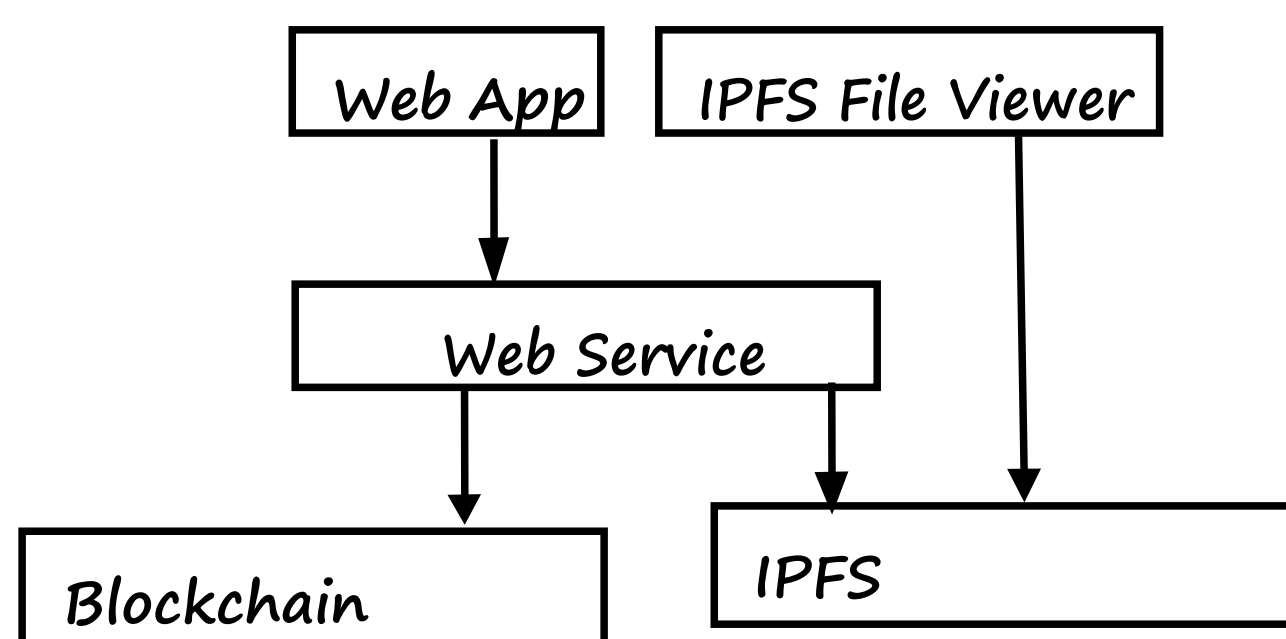 Web App
IPFS File Viewer
Web Service
Blockchain
IPFS